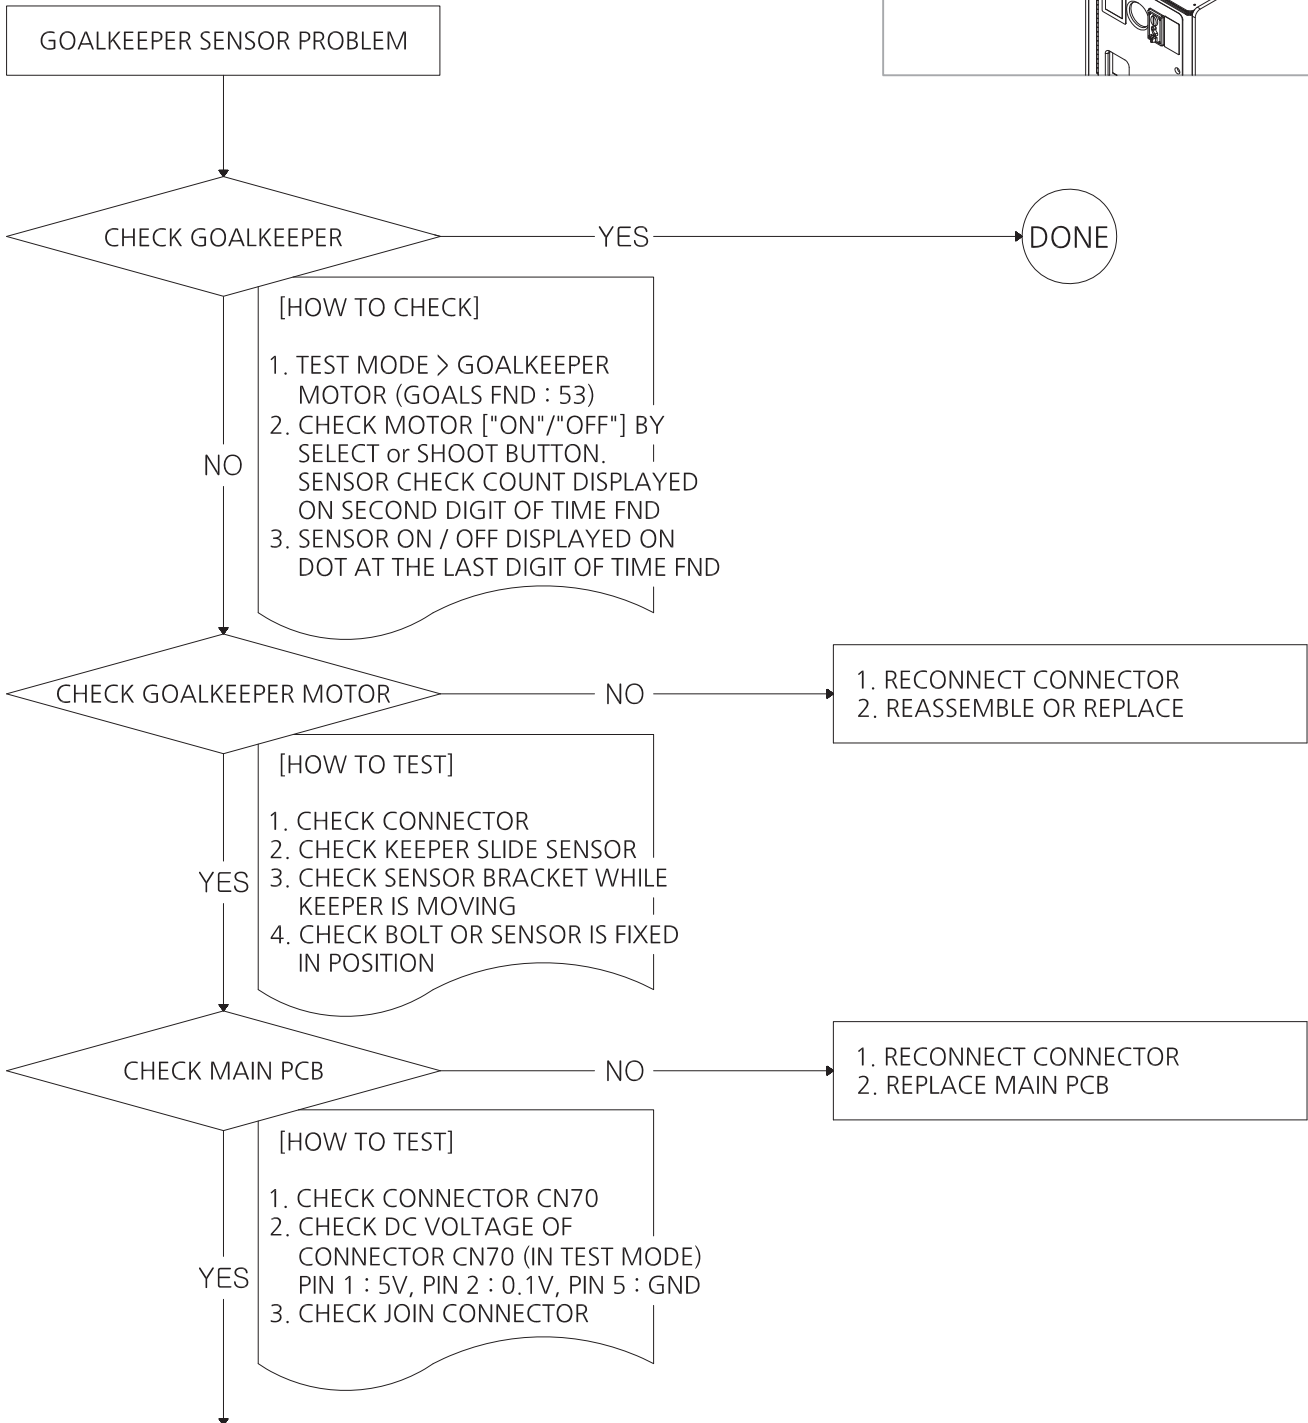 GOALKEEPER SENSOR PROBLEM
CHECK GOALKEEPER
YES
DONE
[HOW TO CHECK]
1. TEST MODE > GOALKEEPER
MOTOR (GOALS FND : 53)
2. CHECK MOTOR ["ON"/"OFF"] BY
SELECT or SHOOT BUTTON.
SENSOR CHECK COUNT DISPLAYED
ON SECOND DIGIT OF TIME FND
3. SENSOR ON / OFF DISPLAYED ON
DOT AT THE LAST DIGIT OF TIME FND
NO
CHECK GOALKEEPER MOTOR
NO
1. RECONNECT CONNECTOR
2. REASSEMBLE OR REPLACE
[HOW TO TEST]
1. CHECK CONNECTOR
2. CHECK KEEPER SLIDE SENSOR
3. CHECK SENSOR BRACKET WHILE
KEEPER IS MOVING
4. CHECK BOLT OR SENSOR IS FIXED
IN POSITION
YES
CHECK MAIN PCB
NO
1. RECONNECT CONNECTOR
2. REPLACE MAIN PCB
[HOW TO TEST]
1. CHECK CONNECTOR CN70
2. CHECK DC VOLTAGE OF
CONNECTOR CN70 (IN TEST MODE)
PIN 1 : 5V, PIN 2 : 0.1V, PIN 5 : GND
3. CHECK JOIN CONNECTOR
YES